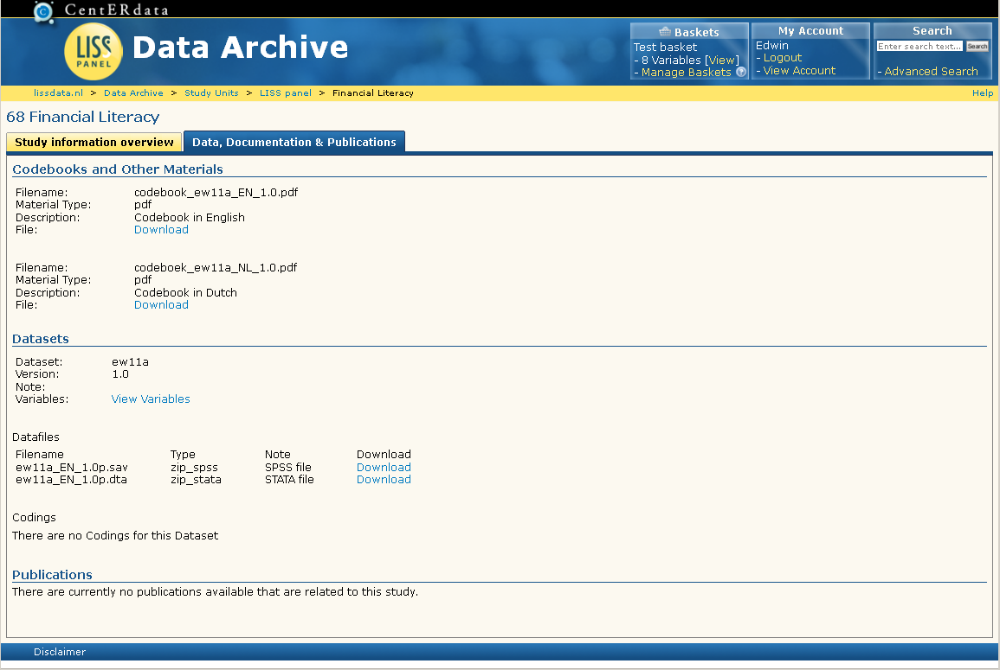 CentERdata
LISS
PANEL
Data Archive
Baskets
Test basket
- 8 Variables [View]
- Manage Baskets ?
My Account
Edwin
- Logout
- View Account
Search
Enter search text... Search
- Advanced Search
lissdata.nl > Data Archive > Study Units > LISS panel > Financial Literacy Help
68 Financial Literacy
Study information overview Data, Documentation & Publications
Codebooks and Other Materials
Filename: codebook_ew11a_EN_1.0.pdf
Material Type: pdf
Description: Codebook in English
File: Download
Filename: codeboek_ew11a_NL_1.0.pdf
Material Type: pdf
Description: Codebook in Dutch
File: Download
Datasets
Dataset: ew11a
Version: 1.0
Note:
Variables: View Variables
Datafiles
Filename Type Note Download
ew11a_EN_1.0p.sav zip_spss SPSS file Download
ew11a_EN_1.0p.dta zip_stata STATA file Download
Codings
There are no Codings for this Dataset
Publications
There are currently no publications available that are related to this study.
Disclaimer